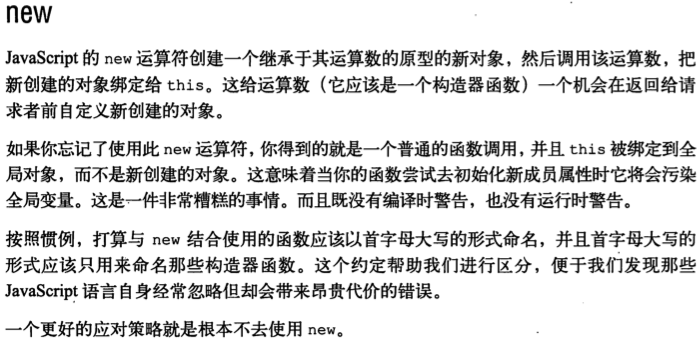 new
JavaScript 的 new 运算符创建一个继承于其运算数的原型的新对象，然后调用该运算数，把
新创建的对象绑定给 this。这给运算数（它应该是一个构造器函数）一个机会在返回给请
求者前自定义新创建的对象。
如果你忘记了使用此 new 运算符，你得到的就是一个普通的函数调用，并且 this 被绑定到全
局对象，而不是新创建的对象。这意味着当你的函数尝试去初始化新成员属性时它将会污染
全局变量。这是一件非常糟糕的事情。而且既没有编译时警告，也没有运行时警告。
按照惯例，打算与 new 结合使用的函数应该以首字母大写的形式命名，并且首字母大写的
形式应该只用来命名那些构造器函数。这个约定帮助我们进行区分，便于我们发现那些
JavaScript 语言自身经常忽略但却会带来昂贵代价的错误。
一个更好的应对策略就是根本不去使用 new。